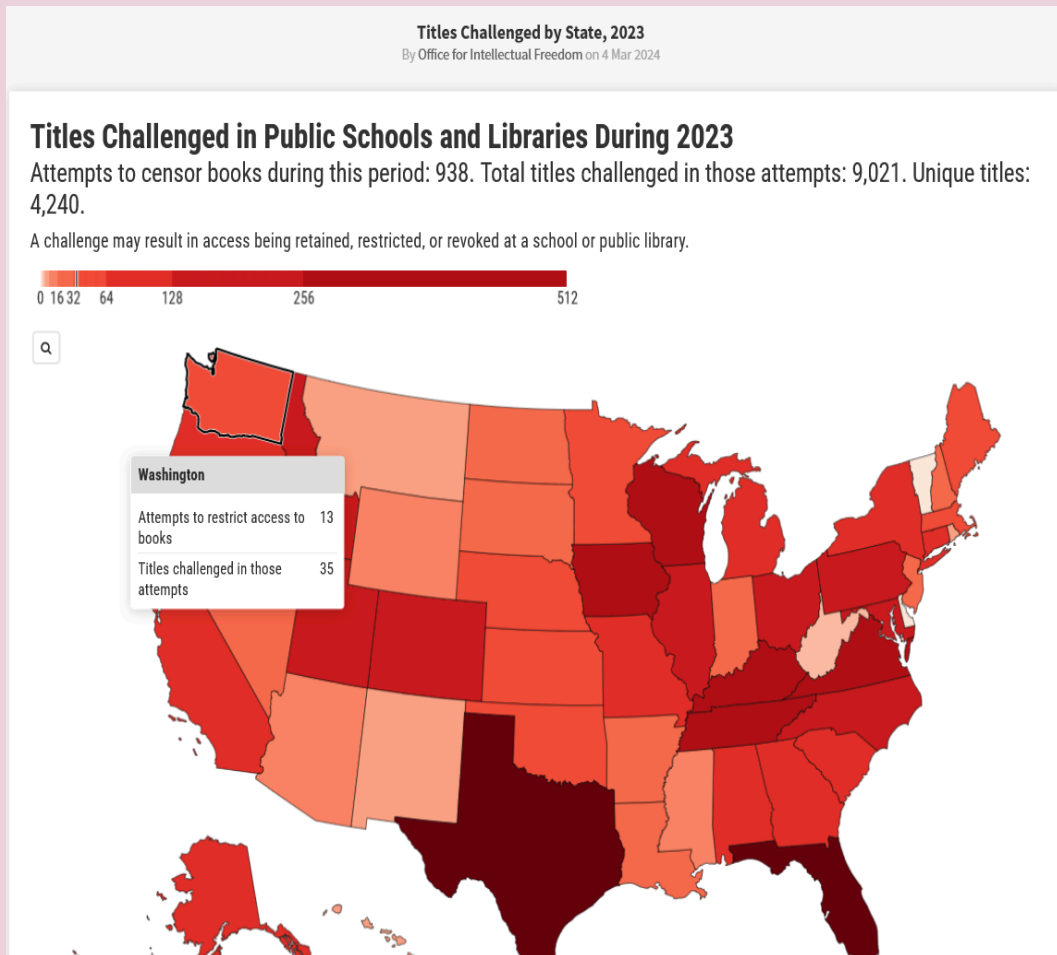 Titles Challenged by State, 2023
By Office for Intellectual Freedom on 4 Mar 2024
Titles Challenged in Public Schools and Libraries During 2023
Attempts to censor books during this period: 938. Total titles challenged in those attempts: 9,021. Unique titles:
4,240.
A challenge may result in access being retained, restricted, or revoked at a school or public library.
0 16 32 64 128 256 512
Washington
Attempts to restrict access to 13
books
Titles challenged in those 35
attempts